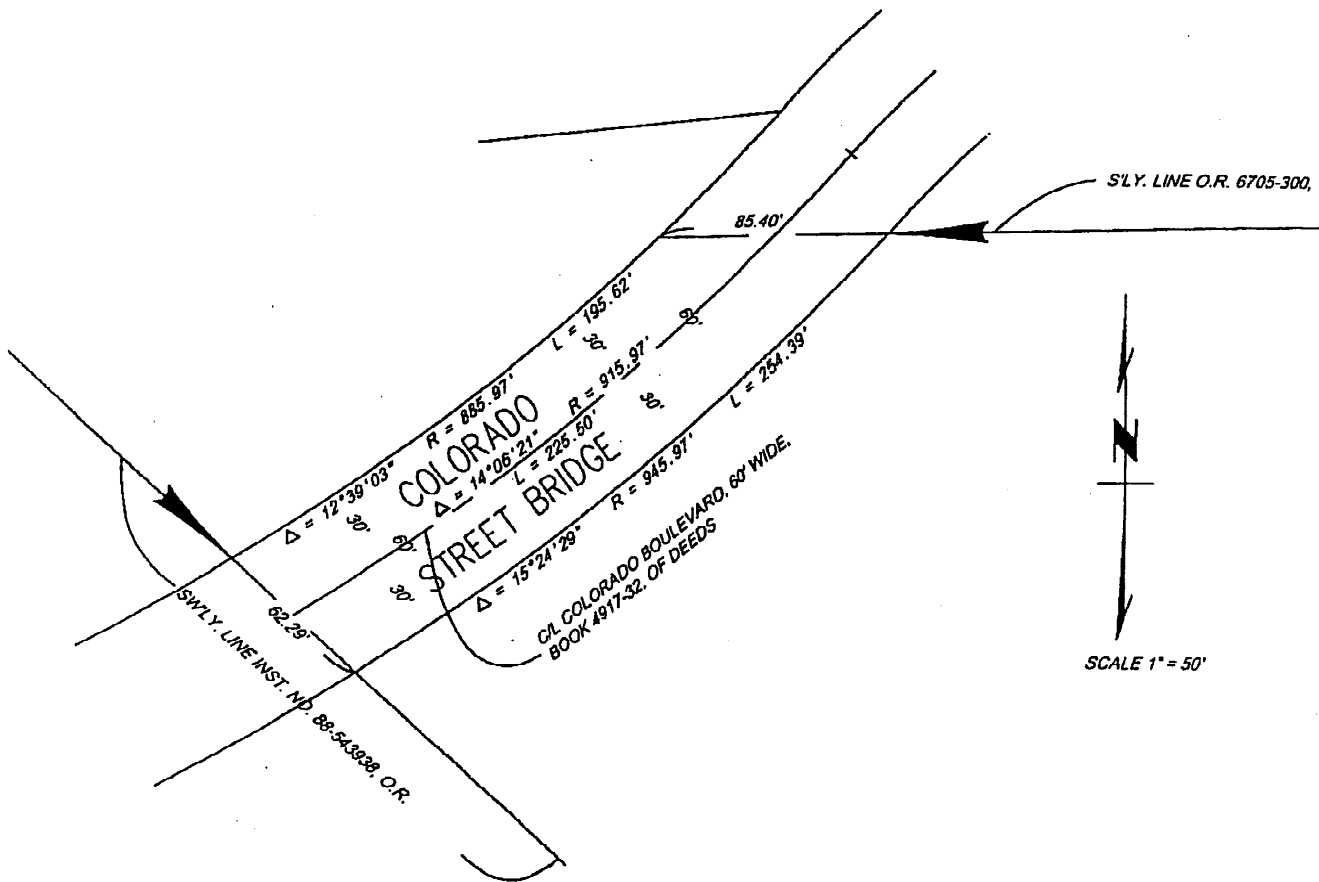 S'LY. LINE O.R. 6705-300,
85.40'
L = 195.62'
60'
30'
R = 915.97'
L = 254.39'
30'
R = 885.97'
COLORADO
L = 225.50'
Δ = 14°06'21"
R = 945.97'
Δ = 12°39'03"
30'
STREET BRIDGE
60'
30'
Δ = 15°24'29"
C/L COLORADO BOULEVARD, 60' WIDE,
BOOK 4917-32, OF DEEDS
62.29'
SW'LY. LINE INST. NO. 88-543938, O.R.
N
SCALE 1" = 50'